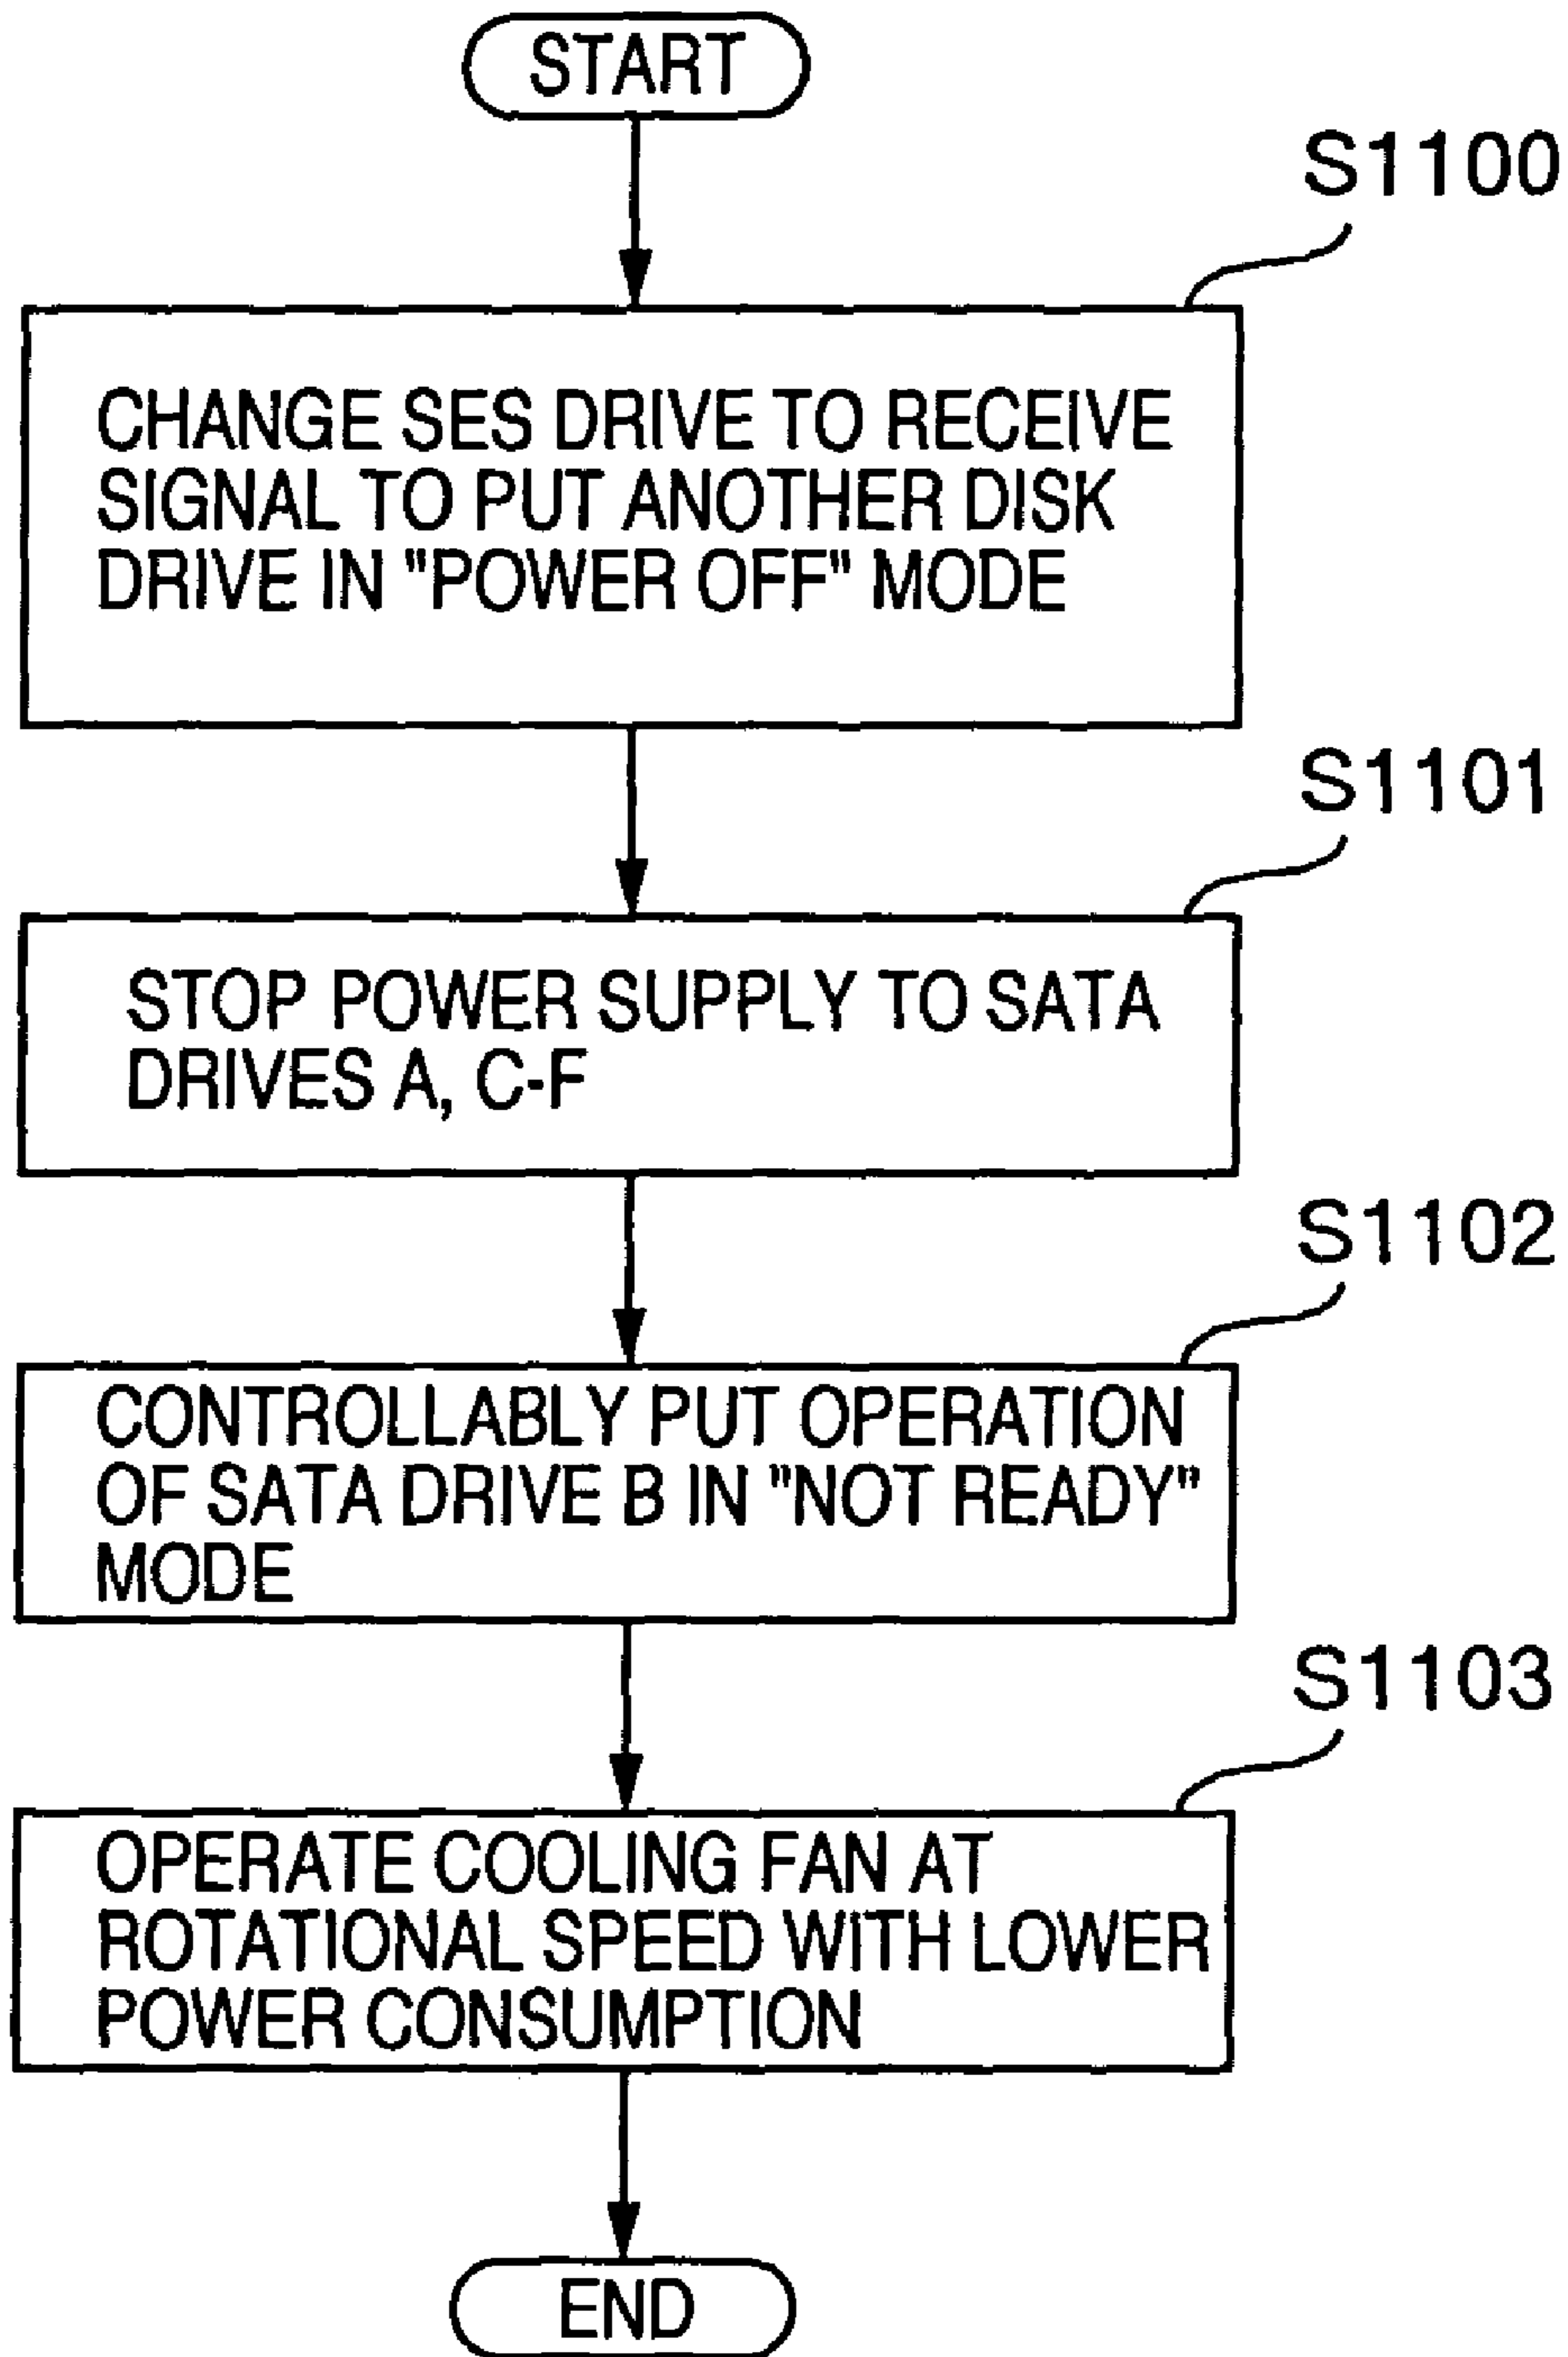 START
S1100
CHANGE SES DRIVE TO RECEIVE
SIGNAL TO PUT ANOTHER DISK
DRIVE IN "POWER OFF" MODE
S1101
STOP POWER SUPPLY TO SATA
DRIVES A, C-F
S1102
CONTROLLABLY PUT OPERATION
OF SATA DRIVE B IN "NOT READY"
MODE
S1103
OPERATE COOLING FAN AT
ROTATIONAL SPEED WITH LOWER
POWER CONSUMPTION
END